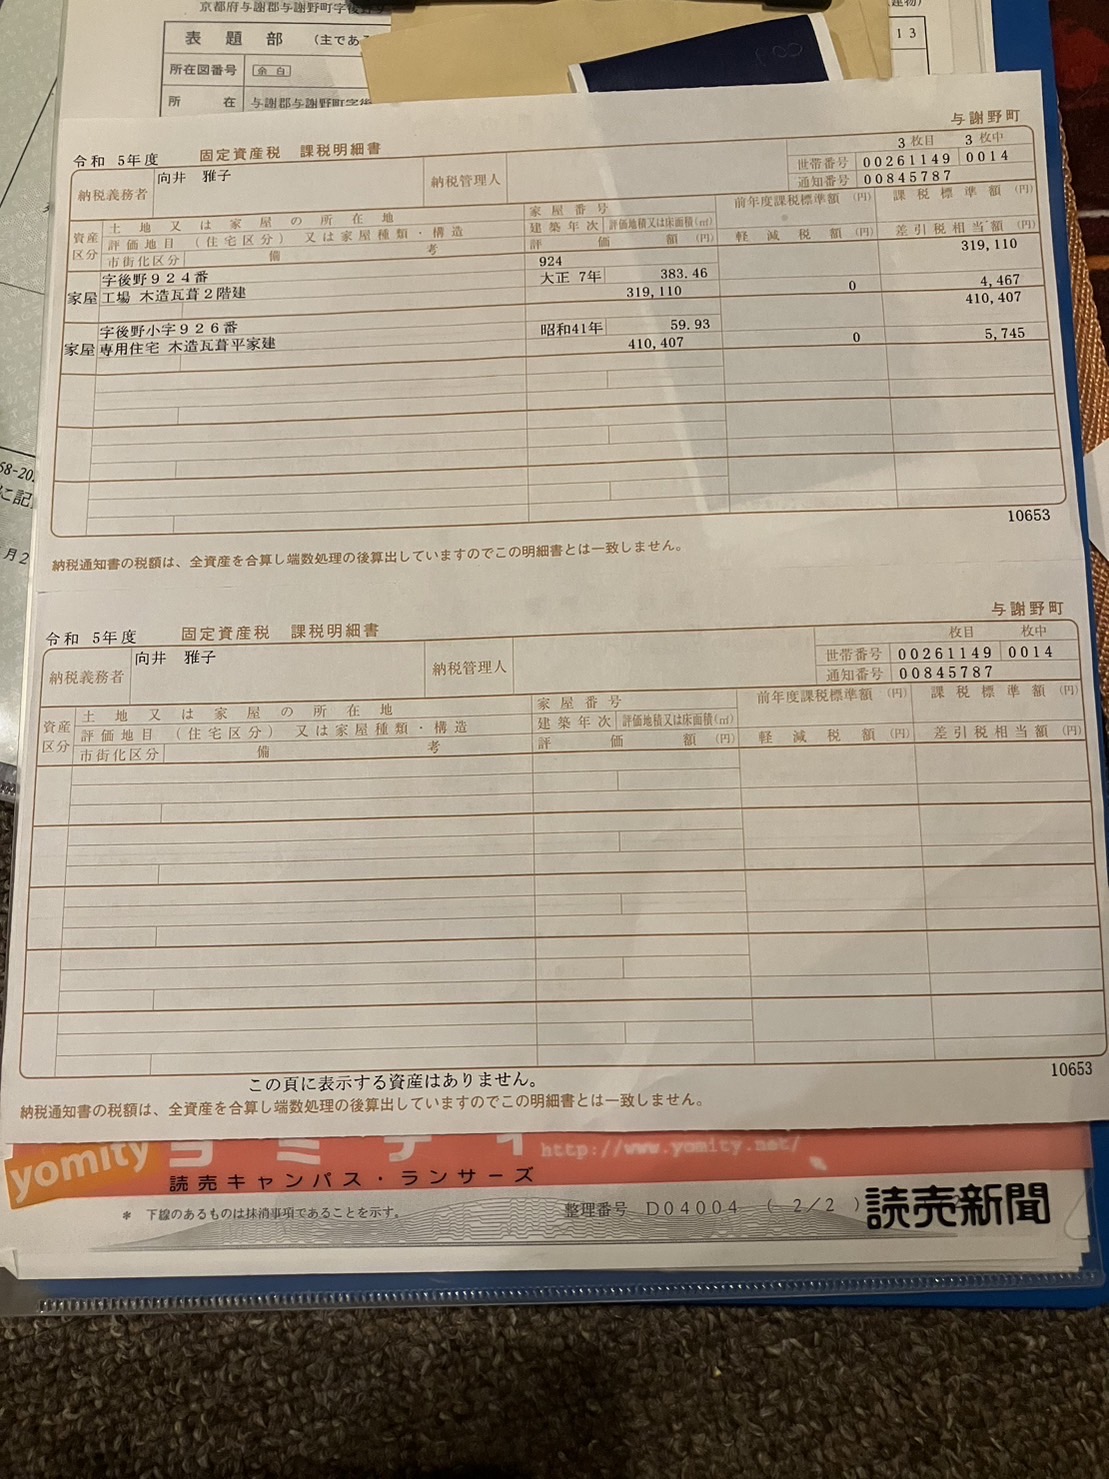 京都府与謝郡与謝野町字後野
表 題 部 (主であ
1 3
所在図番号 余 白
所 在 与謝郡与謝野町字後
与謝野町
令和 5年度 固定資産税 課税明細書
3 枚目 3 枚中
納税義務者 向井 雅子 納税管理人 世帯番号 00261149 0014
通知番号 00845787
資産区分 土 地 又 は 家 屋 の 所 在 地 家 屋 番 号 前年度課税標準額 (円) 課 税 標 準 額 (円)
評価地目 (住宅区分) 又は家屋種類・構造 建 築 年 次 評価地積又は床面積(㎡)
市街化区分 備 考 評 価 額 (円) 軽 減 税 額 (円) 差引税相当額 (円)
字後野924番 924 319,110
家屋 工場 木造瓦葺2階建 大正 7年 383.46
319,110 0 4,467
字後野小字926番 410,407
家屋 専用住宅 木造瓦葺平家建 昭和41年 59.93
410,407 0 5,745
10653
納税通知書の税額は、全資産を合算し端数処理の後算出していますのでこの明細書とは一致しません。
与謝野町
令和 5年度 固定資産税 課税明細書
枚目 枚中
納税義務者 向井 雅子 納税管理人 世帯番号 00261149 0014
通知番号 00845787
資産区分 土 地 又 は 家 屋 の 所 在 地 家 屋 番 号 前年度課税標準額 (円) 課 税 標 準 額 (円)
評価地目 (住宅区分) 又は家屋種類・構造 建 築 年 次 評価地積又は床面積(㎡)
市街化区分 備 考 評 価 額 (円) 軽 減 税 額 (円) 差引税相当額 (円)
この頁に表示する資産はありません。
10653
納税通知書の税額は、全資産を合算し端数処理の後算出していますのでこの明細書とは一致しません。
yomity ヨミティ http://www.yomity.net/
読売キャンパス・ランサーズ
* 下線のあるものは抹消事項であることを示す。 整理番号 D04004 ( 2/2 ) 読売新聞